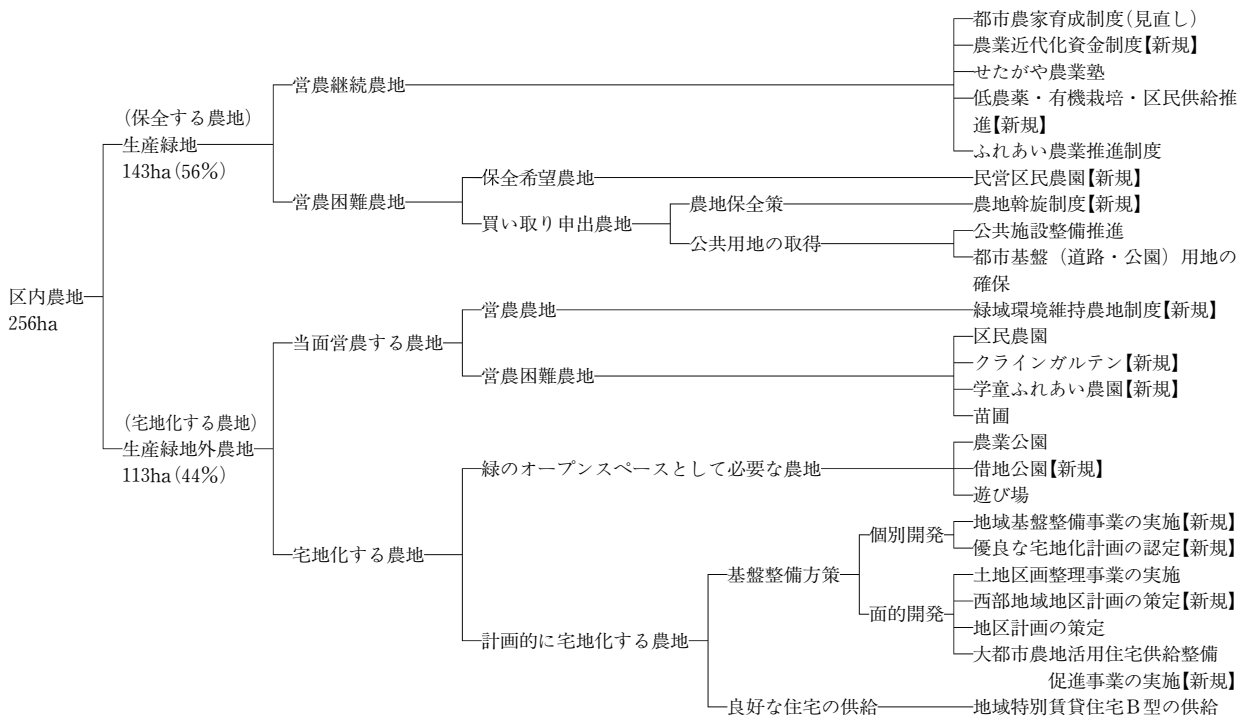 区内農地
256ha
(保全する農地)
生産緑地
143ha(56%)
営農継続農地
都市農家育成制度(見直し)
農業近代化資金制度【新規】
せたがや農業塾
低農薬・有機栽培・区民供給推
進【新規】
ふれあい農業推進制度
営農困難農地
保全希望農地
民営区民農園【新規】
買い取り申出農地
農地保全策
農地斡旋制度【新規】
公共用地の取得
公共施設整備推進
都市基盤（道路・公園）用地の
確保
(宅地化する農地)
生産緑地外農地
113ha(44%)
当面営農する農地
営農農地
緑域環境維持農地制度【新規】
営農困難農地
区民農園
クラインガルテン【新規】
学童ふれあい農園【新規】
苗圃
宅地化する農地
緑のオープンスペースとして必要な農地
農業公園
借地公園【新規】
遊び場
計画的に宅地化する農地
基盤整備方策
個別開発
地域基盤整備事業の実施【新規】
優良な宅地化計画の認定【新規】
面的開発
土地区画整理事業の実施
西部地域地区計画の策定【新規】
地区計画の策定
大都市農地活用住宅供給整備
促進事業の実施【新規】
良好な住宅の供給
地域特別賃貸住宅B型の供給